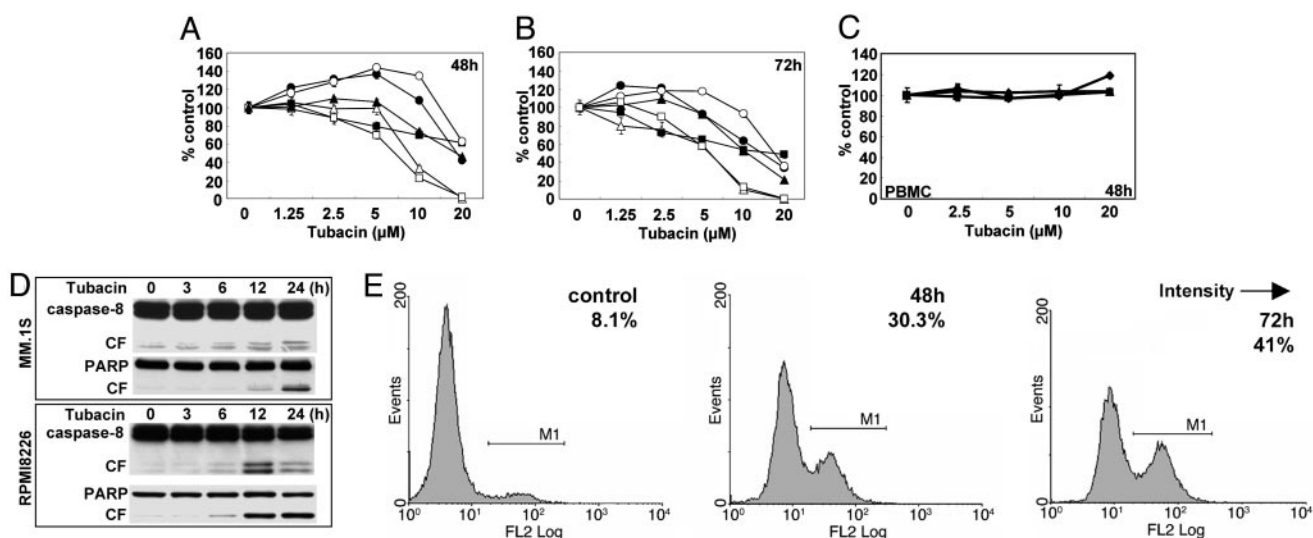 A
B
C
% control
160
140
120
100
80
60
40
20
0
48h
0 1.25 2.5 5 10 20
Tubacin (µM)
% control
160
140
120
100
80
60
40
20
0
72h
0 1.25 2.5 5 10 20
Tubacin (µM)
% control
160
140
120
100
80
60
40
20
0
PBMC
48h
0 2.5 5 10 20
Tubacin (µM)
D
MM.1S
Tubacin 0 3 6 12 24 (h)
caspase-8
CF
PARP
CF
RPMI8226
Tubacin 0 3 6 12 24 (h)
caspase-8
CF
PARP
CF
E
200
Events
0
control
8.1%
M1
10⁰ 10¹ 10² 10³ 10⁴
FL2 Log
200
Events
0
48h
30.3%
M1
10⁰ 10¹ 10² 10³ 10⁴
FL2 Log
Intensity
200
Events
0
72h
41%
M1
10⁰ 10¹ 10² 10³ 10⁴
FL2 Log